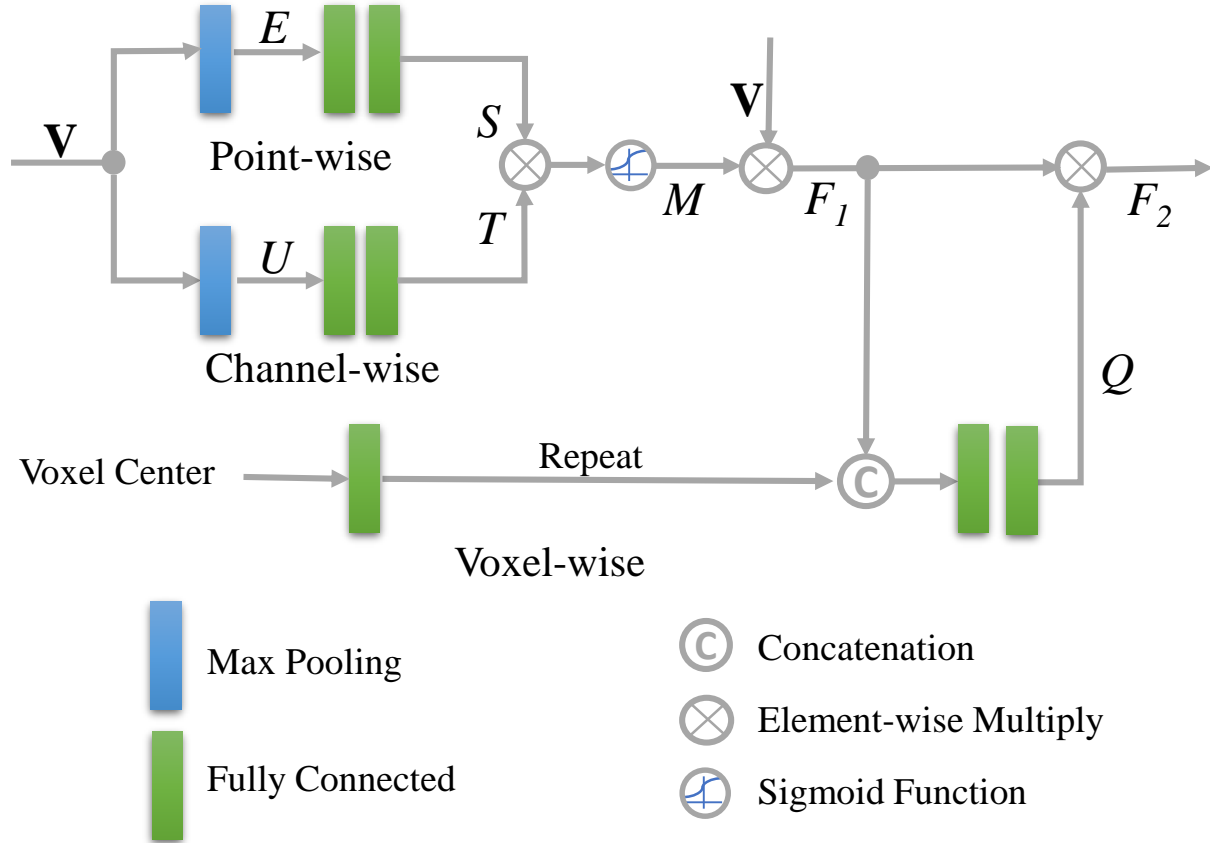 E
V
S
V
Point-wise
M
F1
F2
T
U
Channel-wise
Q
Repeat
Voxel Center
C
Voxel-wise
C
Concatenation
Max Pooling
Element-wise Multiply
Fully Connected
Sigmoid Function